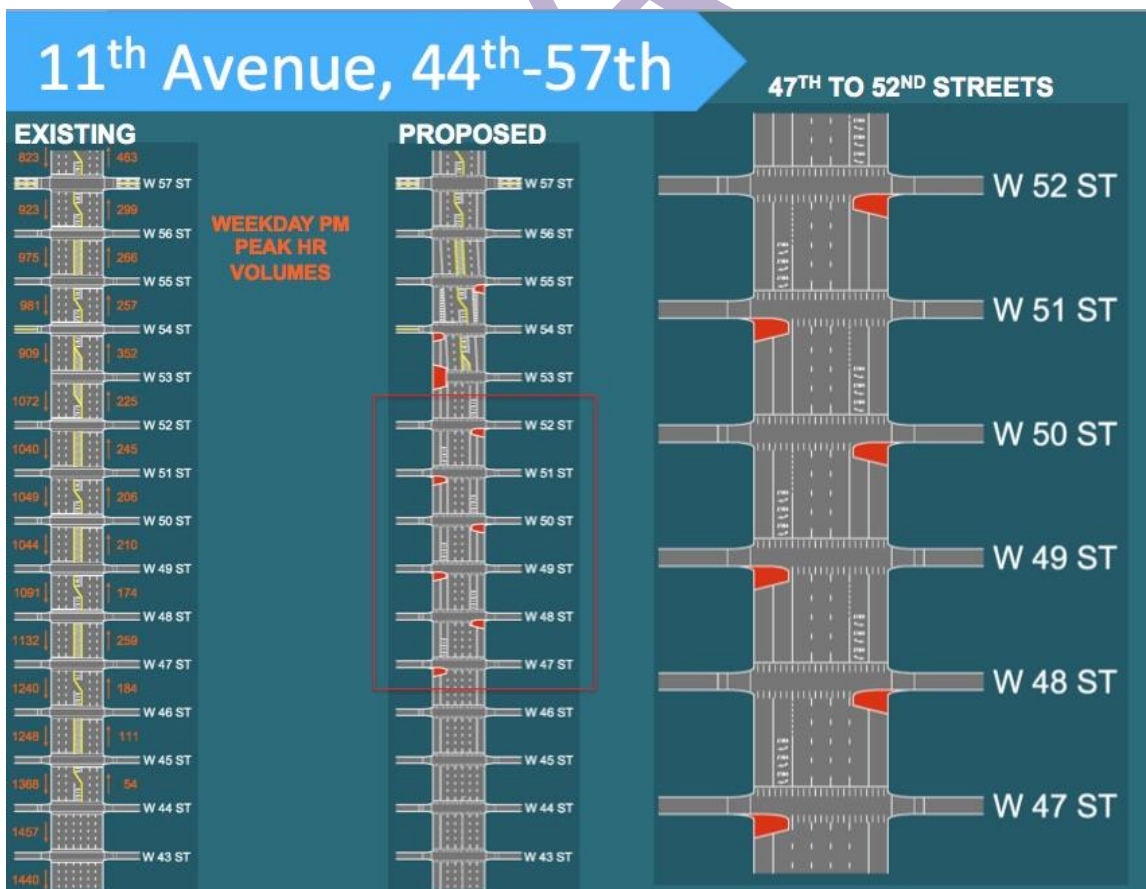 11th Avenue, 44th-57th
47TH TO 52ND STREETS
EXISTING
823 463
W 57 ST
923 299
W 56 ST
975 266
W 55 ST
981 257
W 54 ST
909 352
W 53 ST
1072 225
W 52 ST
1040 245
W 51 ST
1049 206
W 50 ST
1044 210
W 49 ST
1091 174
W 48 ST
1132 259
W 47 ST
1240 184
W 46 ST
1248 111
W 45 ST
1368 54
W 44 ST
1457
W 43 ST
1440
WEEKDAY PM
PEAK HR
VOLUMES
PROPOSED
W 57 ST
W 56 ST
W 55 ST
W 54 ST
W 53 ST
W 52 ST
W 51 ST
W 50 ST
W 49 ST
W 48 ST
W 47 ST
W 46 ST
W 45 ST
W 44 ST
W 43 ST
W 52 ST
W 51 ST
W 50 ST
W 49 ST
W 48 ST
W 47 ST